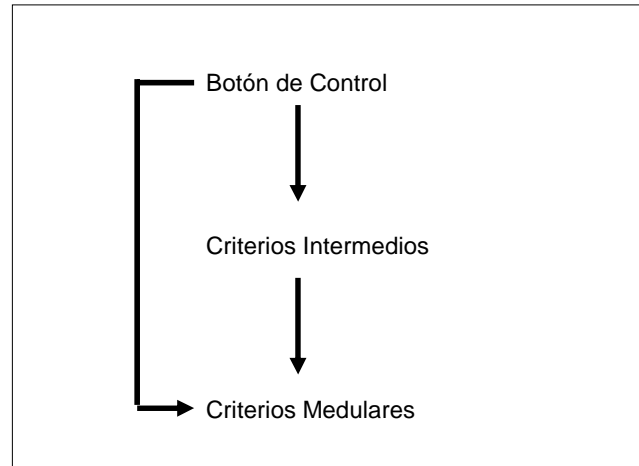 Botón de Control
Criterios Intermedios
Criterios Medulares